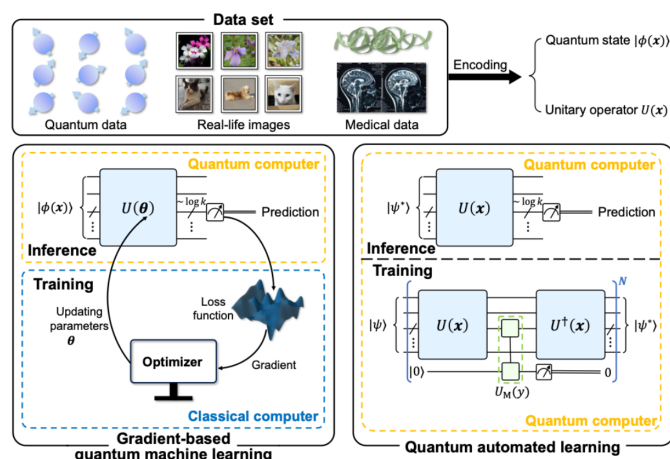 Data set
Quantum data
Real-life images
Medical data
Encoding
Quantum state |ϕ(x)⟩
Unitary operator U(x)
Quantum computer
|ϕ(x)⟩
U(θ)
~ log k
Prediction
Inference
Training
Updating
parameters
θ
Loss
function
Optimizer
Gradient
Classical computer
Gradient-based
quantum machine learning
Quantum computer
|ψ*⟩
U(x)
~ log k
Prediction
Inference
Training
N
|ψ⟩
U(x)
U†(x)
|ψ*⟩
|0⟩
0
U_M(y)
Quantum computer
Quantum automated learning